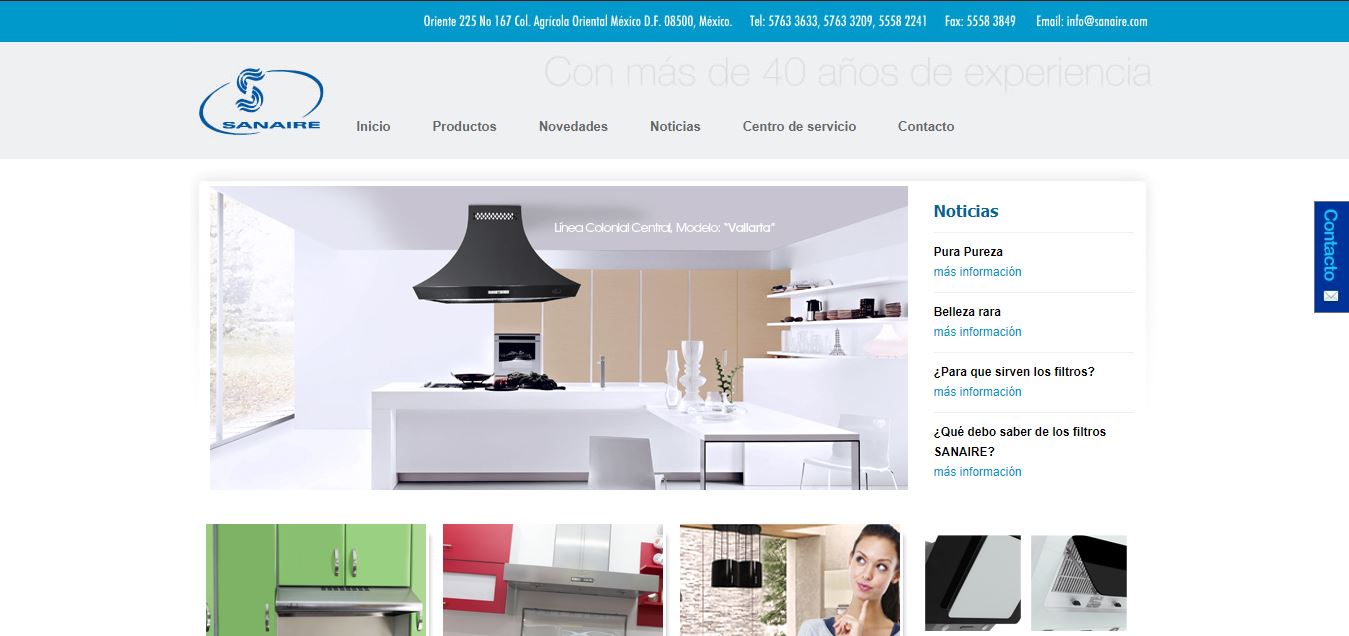 Oriente 225 No 167 Col. Agrícola Oriental México D.F. 08500, México. Tel: 5763 3633, 5763 3209, 5558 2241 Fax: 5558 3849 Email: info@sanaire.com
Con más de 40 años de experiencia
SANAIRE
Inicio Productos Novedades Noticias Centro de servicio Contacto
Línea Colonial Central, Modelo: "Vallarta"
Noticias
Pura Pureza
más información
Belleza rara
más información
¿Para que sirven los filtros?
más información
¿Qué debo saber de los filtros
SANAIRE?
más información
Contacto